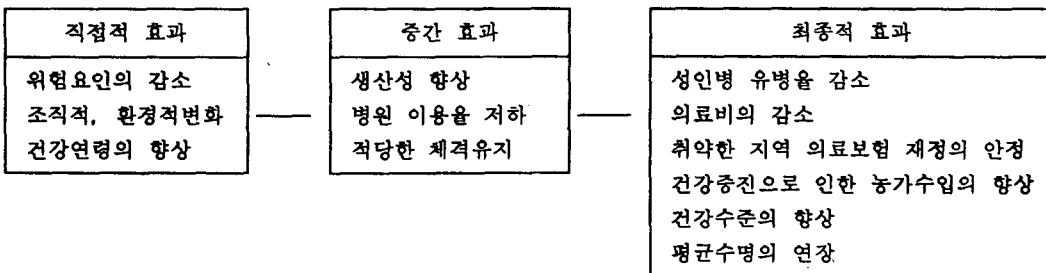 직접적 효과
위험요인의 감소
조직적, 환경적변화
건강연령의 향상
중간 효과
생산성 향상
병원 이용율 저하
적당한 체격유지
최종적 효과
성인병 유병율 감소
의료비의 감소
취약한 지역 의료보험 재정의 안정
건강증진으로 인한 농가수입의 향상
건강수준의 향상
평균수명의 연장